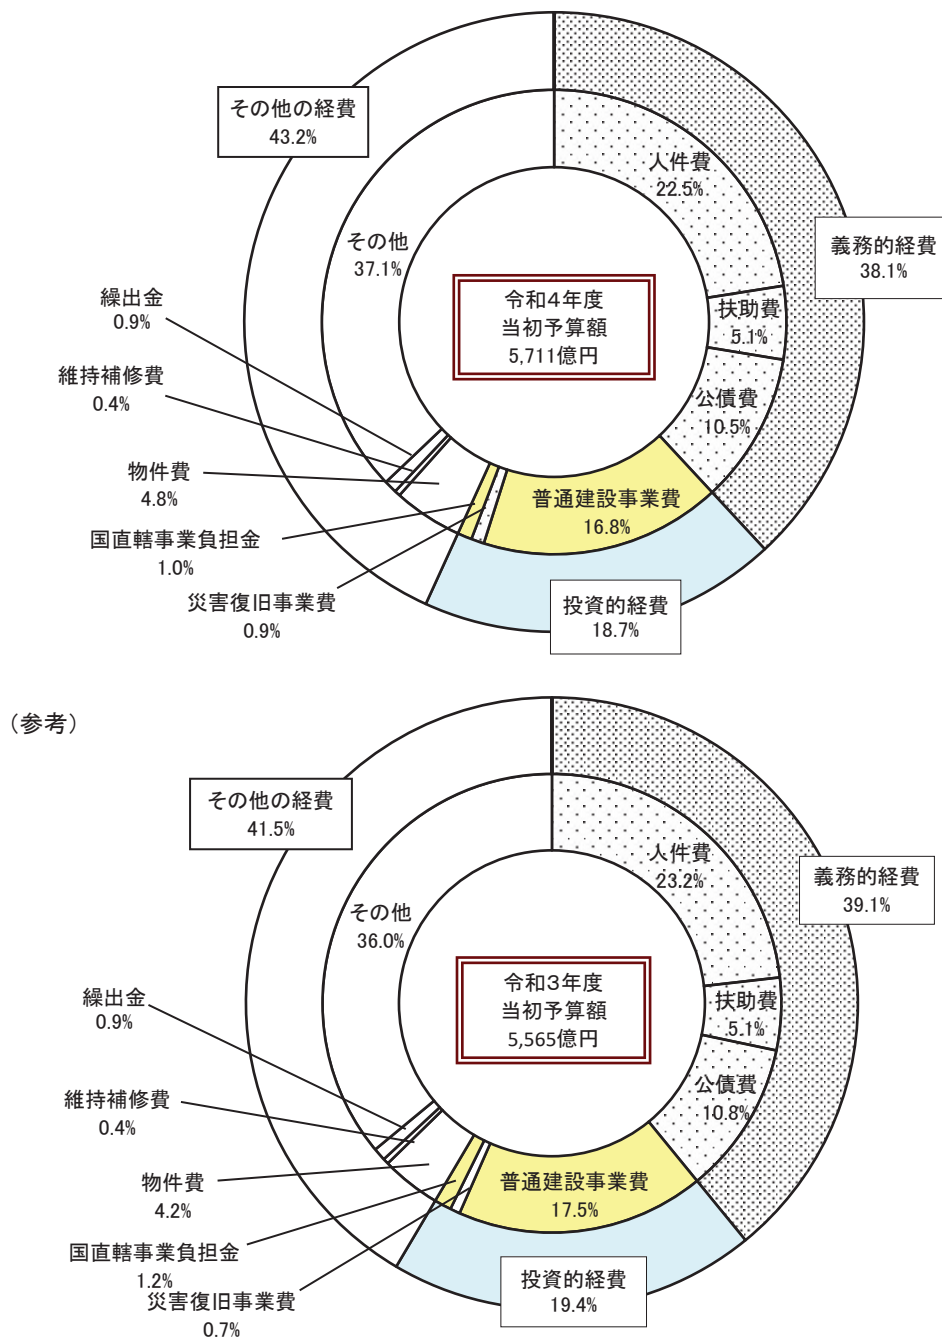 その他の経費
43.2%
人件費
22.5%
その他
37.1%
義務的経費
38.1%
繰出金
0.9%
令和4年度
当初予算額
5,711億円
扶助費
5.1%
維持補修費
0.4%
公債費
10.5%
物件費
4.8%
普通建設事業費
16.8%
国直轄事業負担金
1.0%
災害復旧事業費
0.9%
投資的経費
18.7%
（参考）
その他の経費
41.5%
人件費
23.2%
義務的経費
39.1%
その他
36.0%
繰出金
0.9%
令和3年度
当初予算額
5,565億円
扶助費
5.1%
公債費
10.8%
維持補修費
0.4%
物件費
4.2%
普通建設事業費
17.5%
国直轄事業負担金
1.2%
災害復旧事業費
0.7%
投資的経費
19.4%